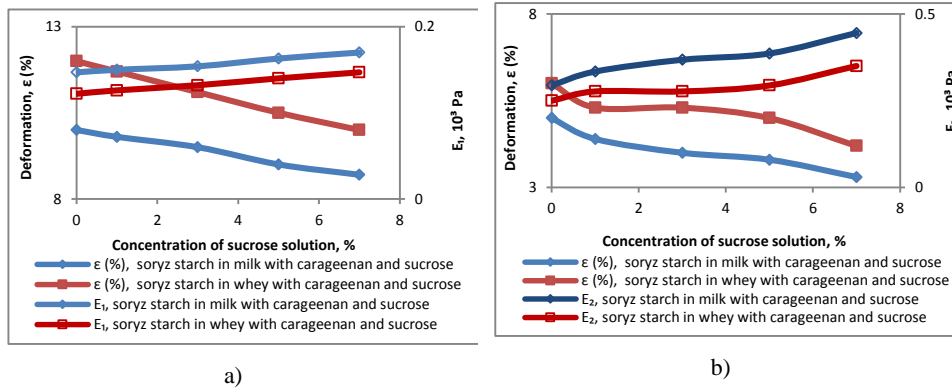 13
0.2
Deformation, ε (%)
E₁, 10³ Pa
8
0
0 2 4 6 8
Concentration of sucrose solution, %
ε (%), soryz starch in milk with carageenan and sucrose
ε (%), soryz starch in whey with carageenan and sucrose
E₁, soryz starch in milk with carageenan and sucrose
E₁, soryz starch in whey with carageenan and sucrose
a)
8
0.5
Deformation, ε (%)
10³ Pa
3
0
0 2 4 6 8
Concentration of sucrose solution, %
ε (%), soryz starch in milk with carageenan and sucrose
ε (%), soryz starch in whey with carageenan and sucrose
E₂, soryz starch in milk with carageenan and sucrose
E₂, soryz starch in whey with carageenan and sucrose
b)